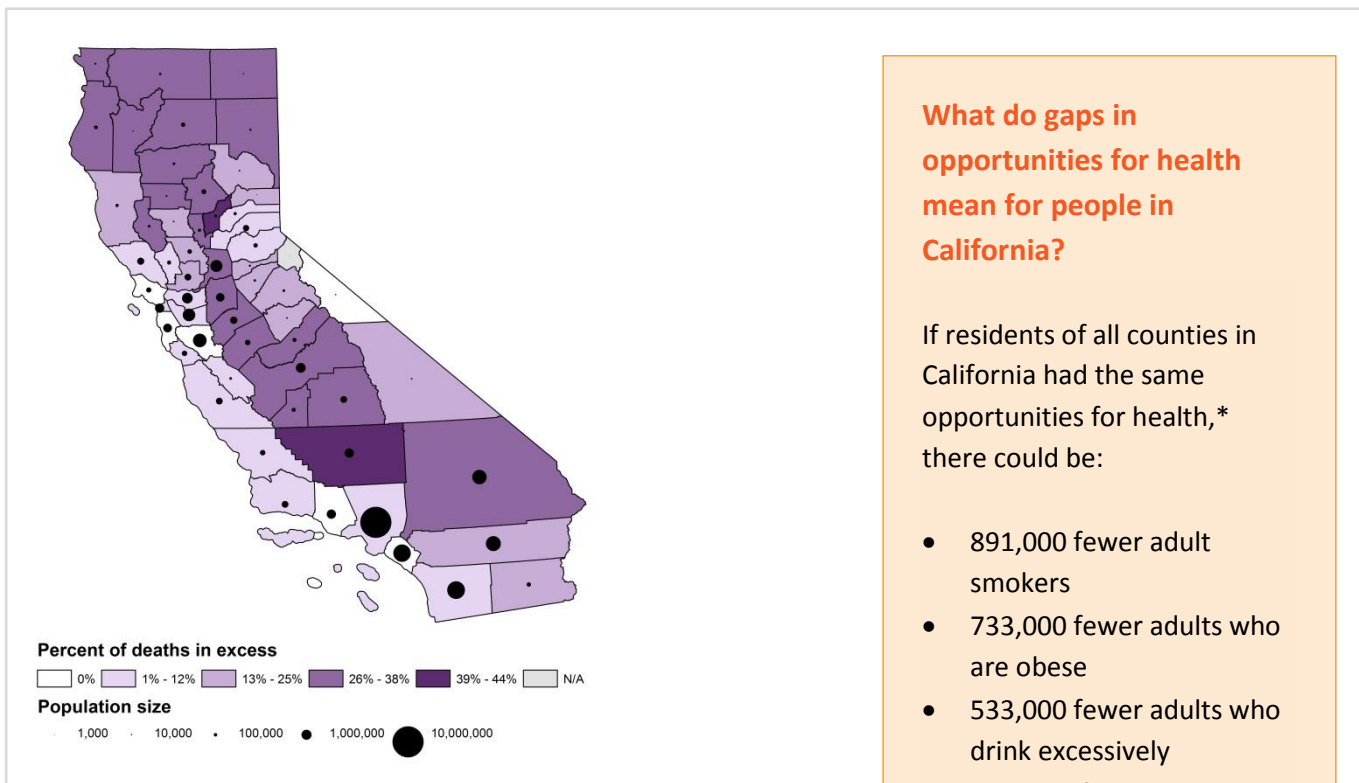 What do gaps in
opportunities for health
mean for people in
California?
If residents of all counties in
California had the same
opportunities for health,*
there could be:
• 891,000 fewer adult
smokers
• 733,000 fewer adults who
are obese
• 533,000 fewer adults who
drink excessively
Percent of deaths in excess
0% 1% - 12% 13% - 25% 26% - 38% 39% - 44% N/A
Population size
1,000 10,000 100,000 1,000,000 10,000,000